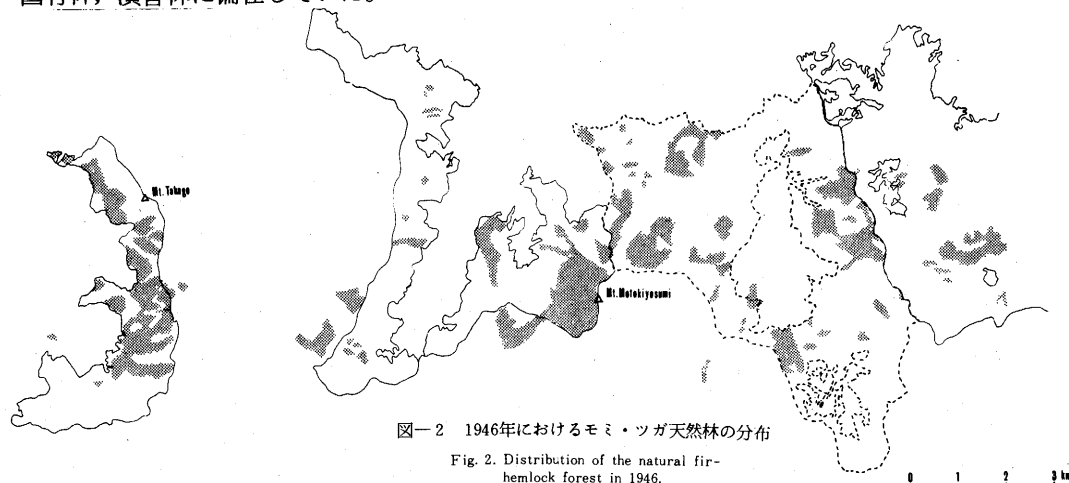 Mt. Takago
Mt. Motokiyosumi
図―2 1946年におけるモミ・ツガ天然林の分布
Fig. 2. Distribution of the natural fir-
hemlock forest in 1946.
0 1 2 3 km